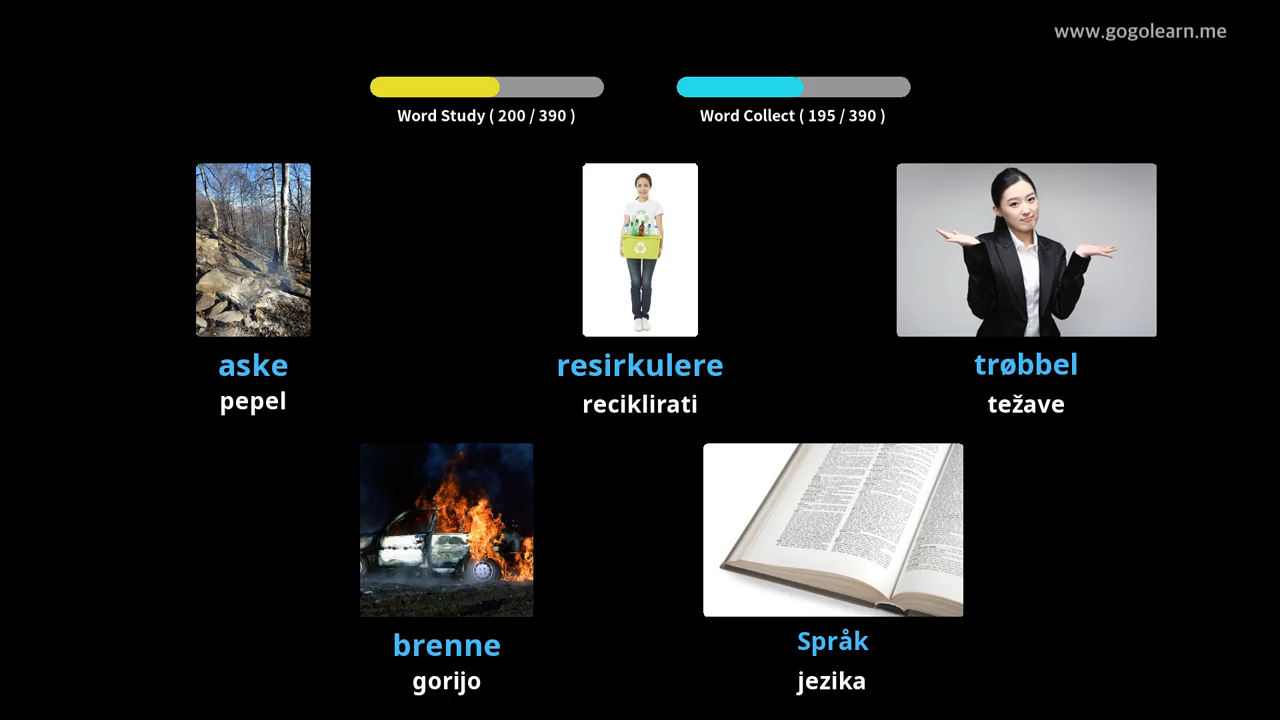 www.gogolearn.me
Word Study ( 200 / 390 )
Word Collect ( 195 / 390 )
aske
pepel
resirkulere
reciklirati
trøbbel
težave
brenne
gorijo
Språk
jezika